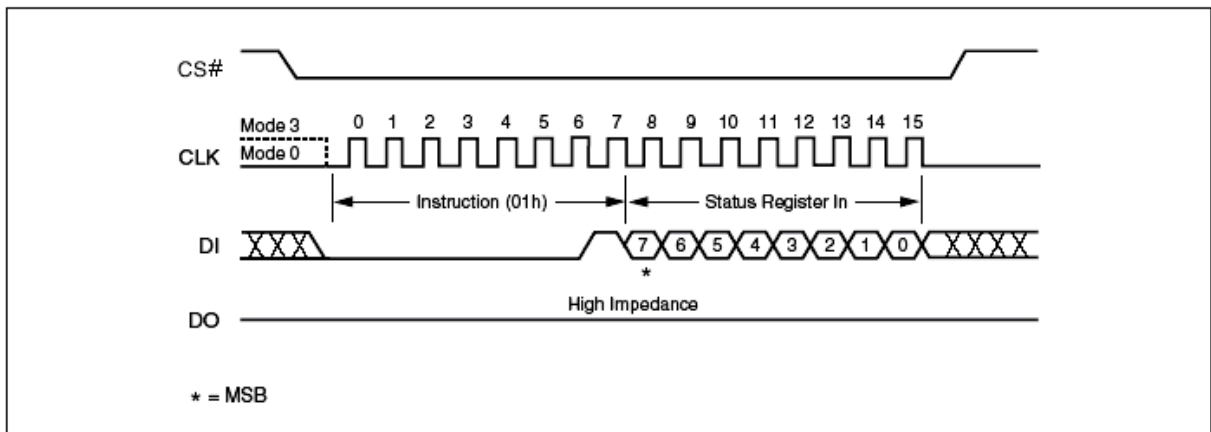 CS#
Mode 3 0 1 2 3 4 5 6 7 8 9 10 11 12 13 14 15
CLK Mode 0
Instruction (01h) Status Register In
DI 7 6 5 4 3 2 1 0
*
High Impedance
DO
* = MSB